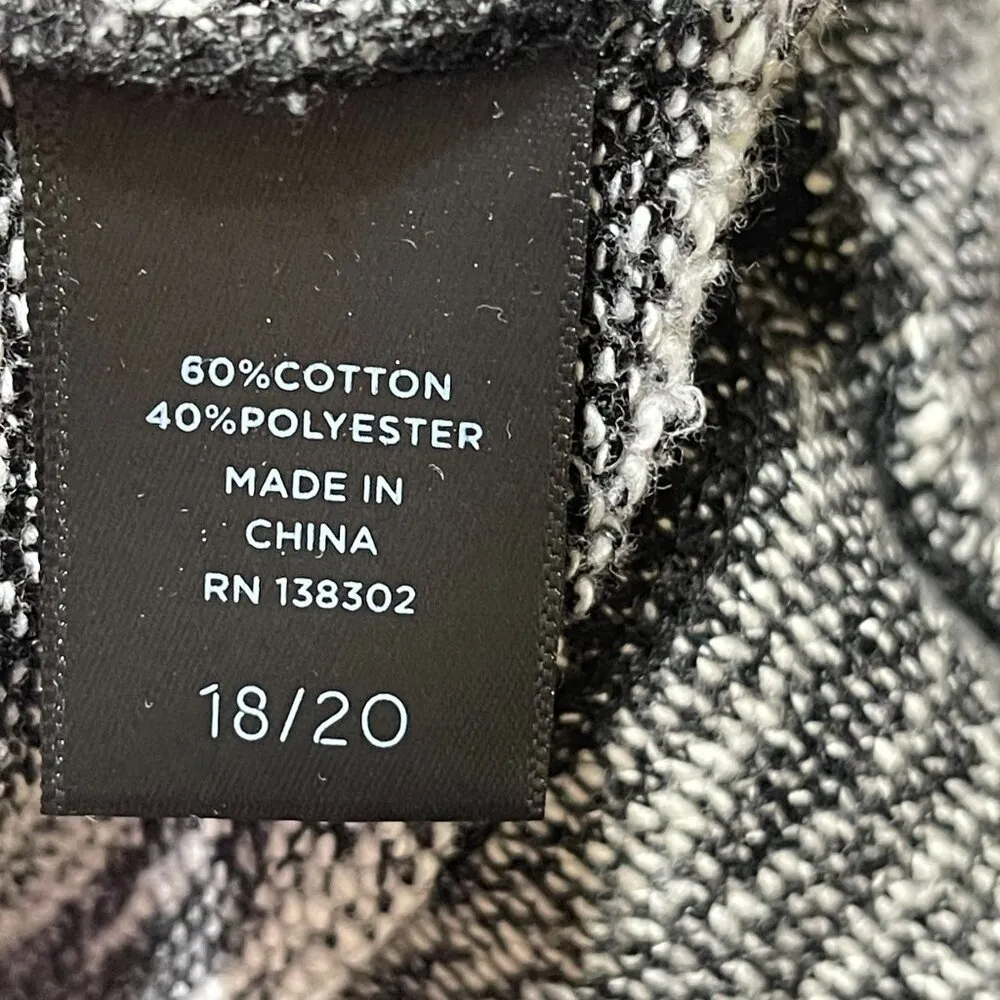 60%COTTON
40%POLYESTER
MADE IN
CHINA
RN 138302
18/20